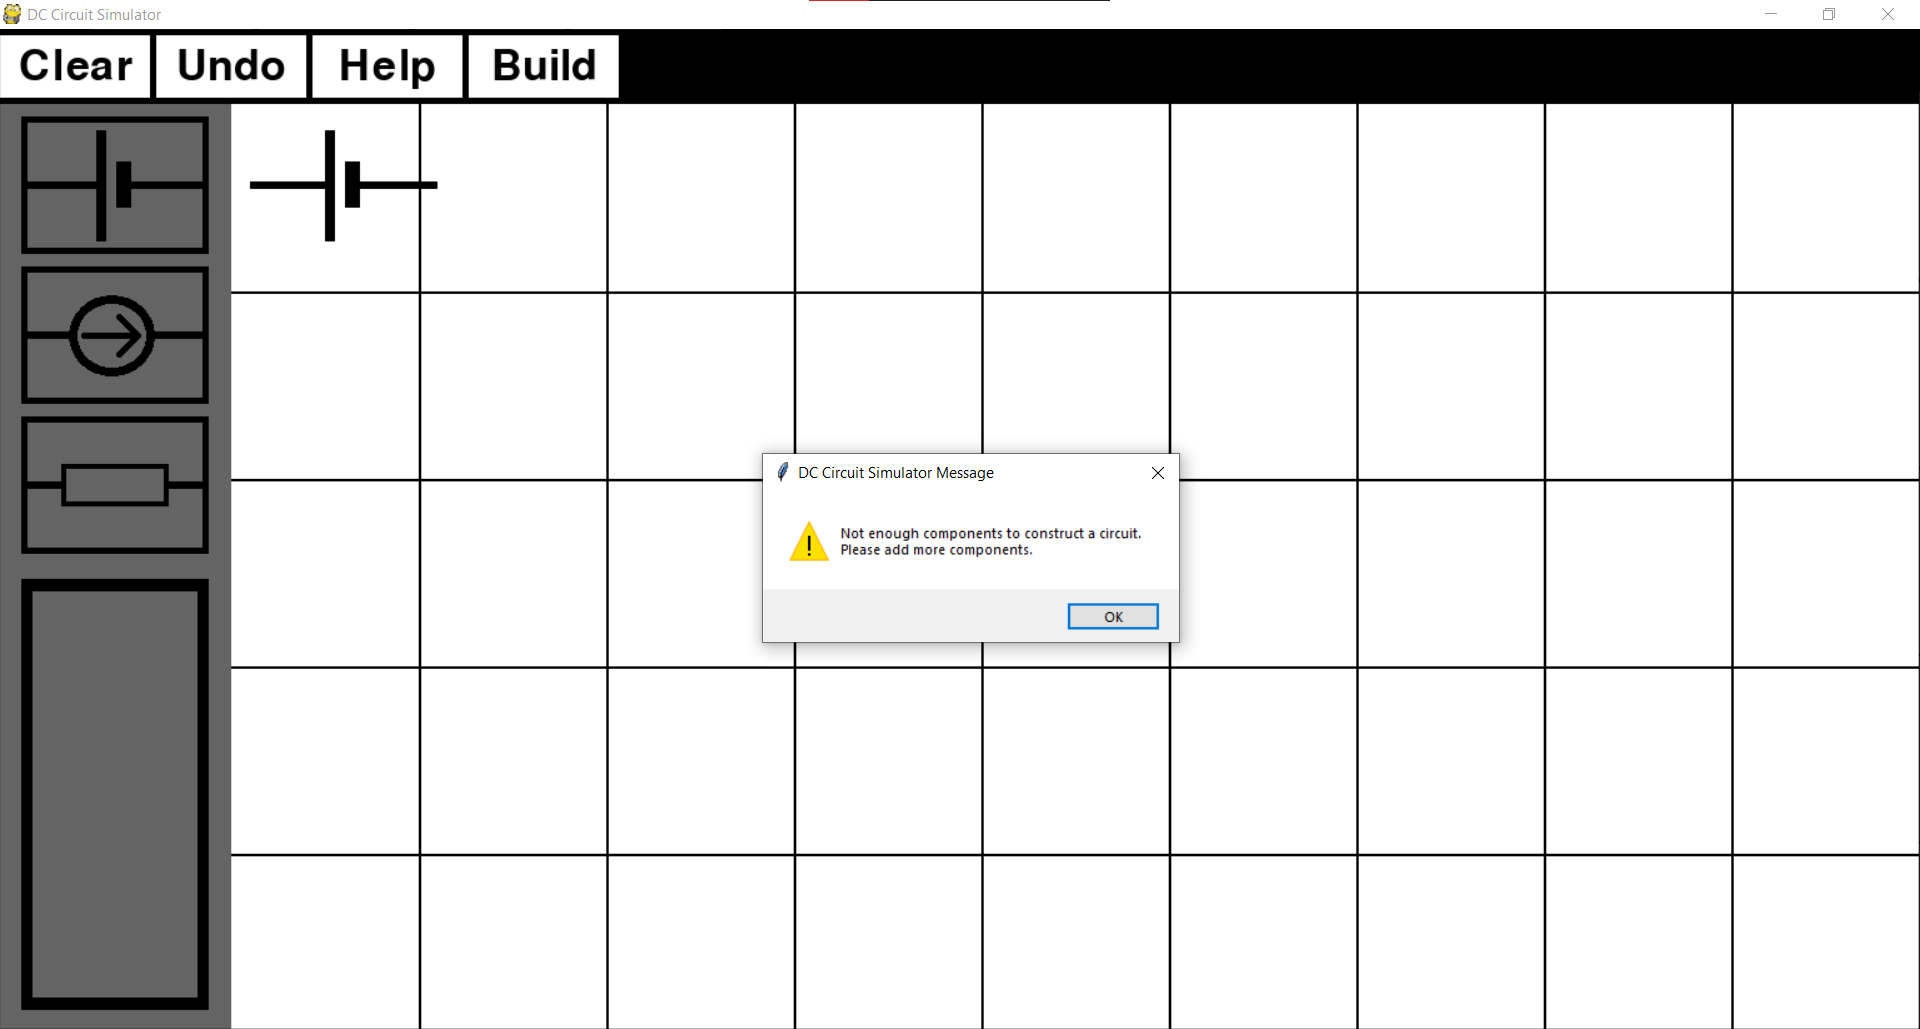 DC Circuit Simulator
Clear Undo Help Build
DC Circuit Simulator Message
Not enough components to construct a circuit.
Please add more components.
OK